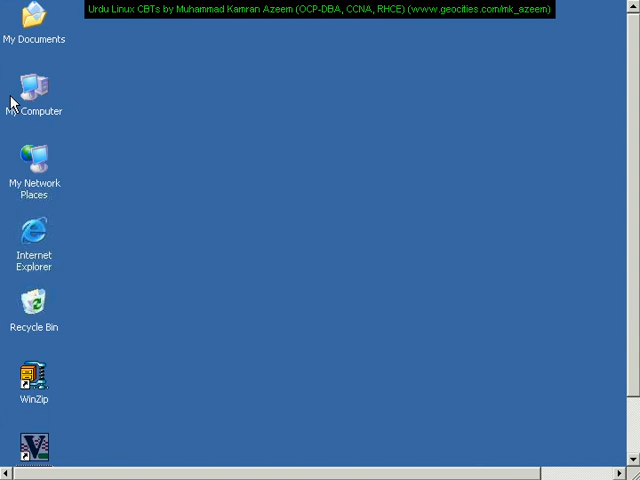 Urdu Linux CBTs by Muhammad Kamran Azeem (OCP-DBA, CCNA, RHCE) (www.geocities.com/mk_azeem)
My Documents
My Computer
My Network
Places
Internet
Explorer
Recycle Bin
WinZip